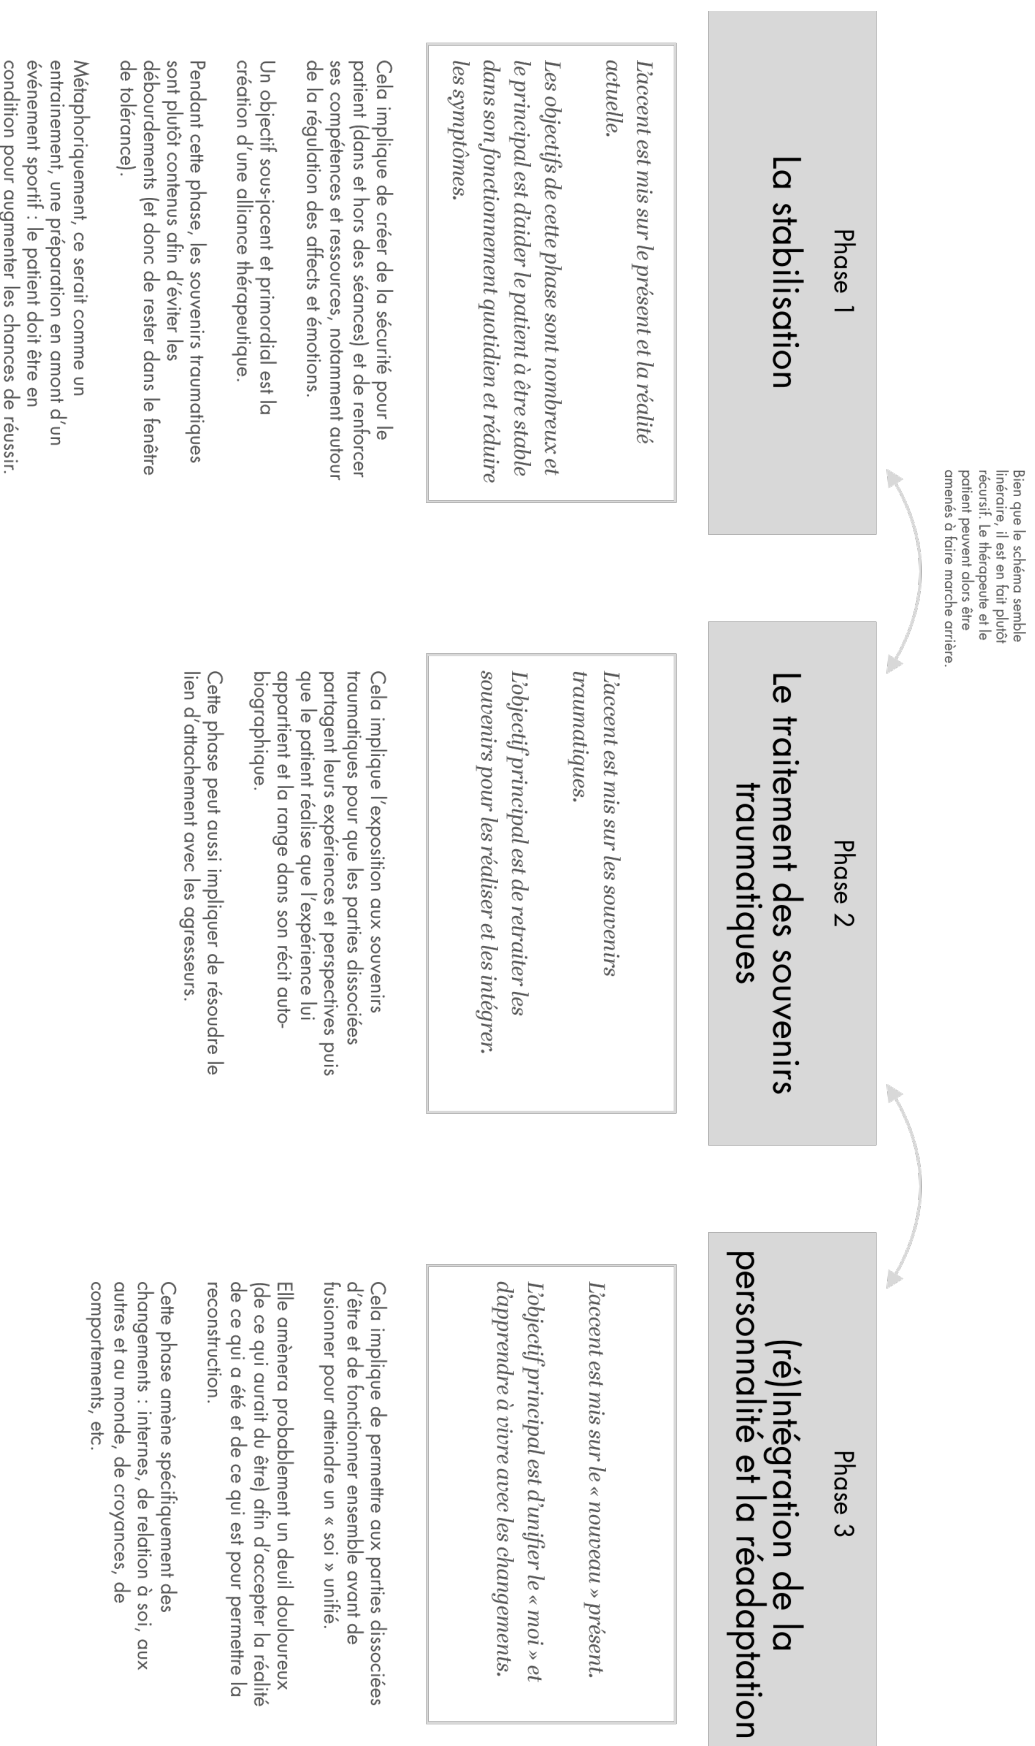 Bien que le schéma semble
linéraire, il est en fait plutôt
récursif. Le thérapeute et le
patient peuvent alors être
amenés à faire marche arrière.
Phase 1
La stabilisation
L'accent est mis sur le présent et la réalité
actuelle.
Les objectifs de cette phase sont nombreux et
le principal est d'aider le patient à être stable
dans son fonctionnement quotidien et réduire
les symptômes.
Cela implique de créer de la sécurité pour le
patient (dans et hors des séances) et de renforcer
ses compétences et ressources, notamment autour
de la régulation des affects et émotions.
Un objectif sous-jacent et primordial est la
création d'une alliance thérapeutique.
Pendant cette phase, les souvenirs traumatiques
sont plutôt contenus afin d'éviter les
débourdements (et donc de rester dans le fenêtre
de tolérance).
Métaphoriquement, ce serait comme un
entrainement, une préparation en amont d'un
événement sportif : le patient doit être en
condition pour augmenter les chances de réussir.
Phase 2
Le traitement des souvenirs
traumatiques
L'accent est mis sur les souvenirs
traumatiques.
L'objectif principal est de retraiter les
souvenirs pour les réaliser et les intégrer.
Cela implique l'exposition aux souvenirs
traumatiques pour que les parties dissociées
partagent leurs expériences et perspectives puis
que le patient réalise que l'expérience lui
appartient et la range dans son récit auto-
biographique.
Cette phase peut aussi impliquer de résoudre le
lien d'attachement avec les agresseurs.
Phase 3
(ré)Intégration de la
personnalité et la réadaptation
L'accent est mis sur le « nouveau » présent.
L'objectif principal est d'unifier le « moi » et
d'apprendre à vivre avec les changements.
Cela implique de permettre aux parties dissociées
d'être et de fonctionner ensemble avant de
fusionner pour atteindre un « soi » unifié.
Elle amènera probablement un deuil douloureux
(de ce qui aurait du être) afin d'accepter la réalité
de ce qui a été et de ce qui est pour permettre la
reconstruction.
Cette phase amène spécifiquement des
changements : internes, de relation à soi, aux
autres et au monde, de croyances, de
comportements, etc.